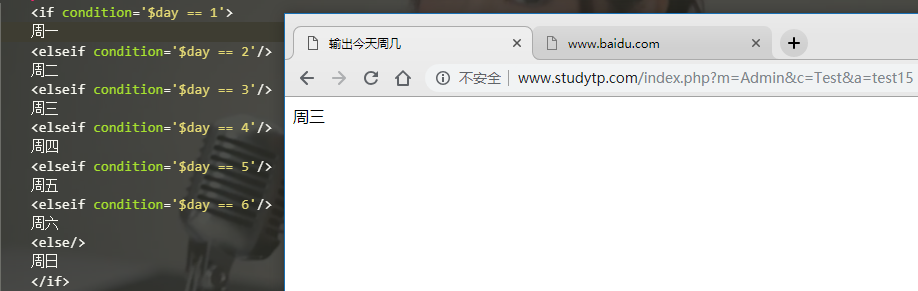 <if condition='$day == 1'>
周一
<elseif condition='$day == 2'/>
周二
<elseif condition='$day == 3'/>
周三
<elseif condition='$day == 4'/>
周四
<elseif condition='$day == 5'/>
周五
<elseif condition='$day == 6'/>
周六
<else/>
周日
</if>
输出今天周几
www.baidu.com
不安全 www.studytp.com/index.php?m=Admin&c=Test&a=test15
周三